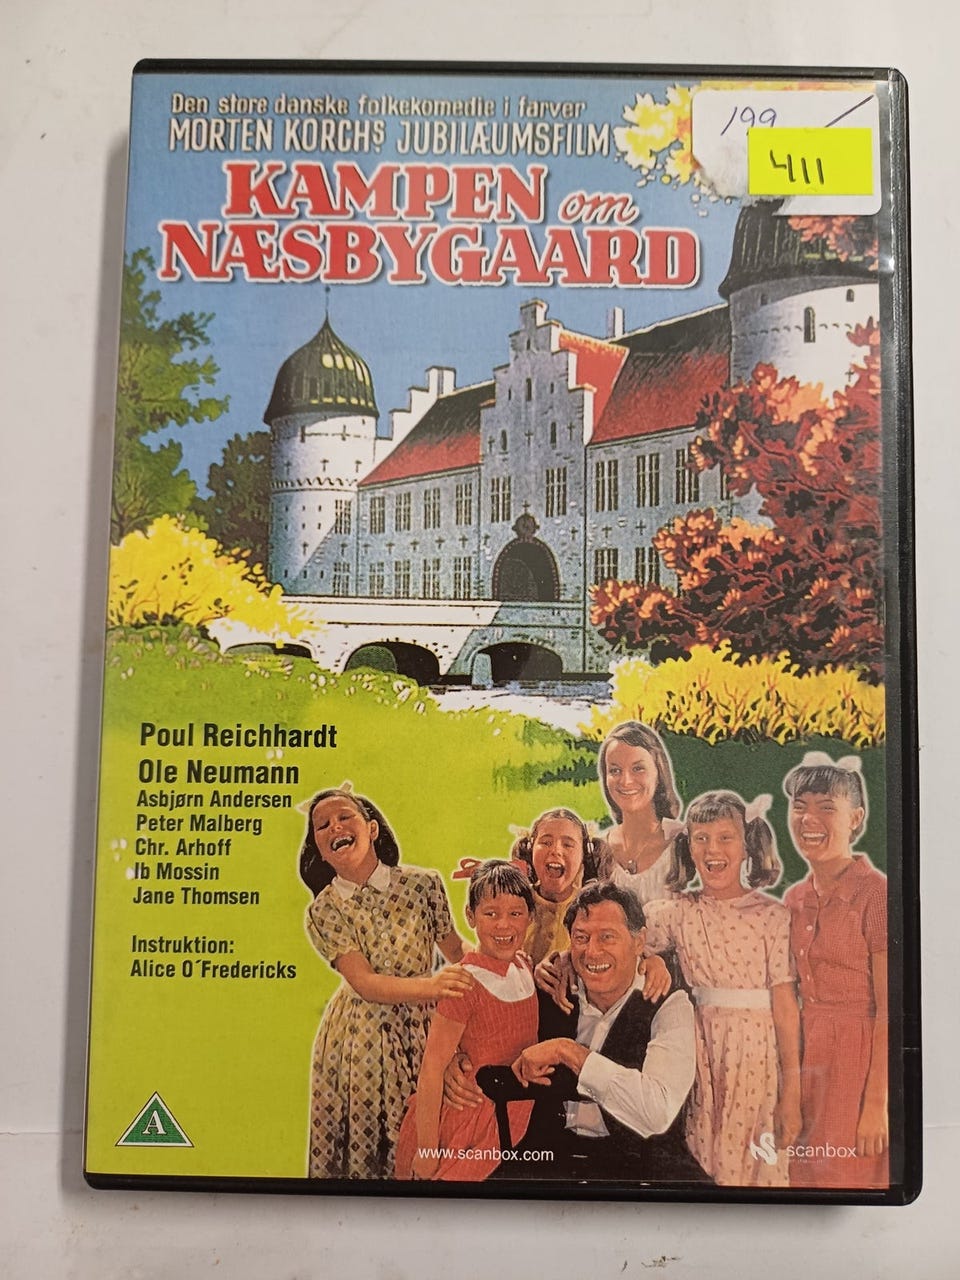 Den store danske folkekomedie i farver
MORTEN KORCHS JUBILÆUMSFILM
199
411
KAMPEN om
NÆSBYGAARD
Poul Reichhardt
Ole Neumann
Asbjørn Andersen
Peter Malberg
Chr. Arhoff
Ib Mossin
Jane Thomsen
Instruktion:
Alice O´Fredericks
A
www.scanbox.com
scanbox